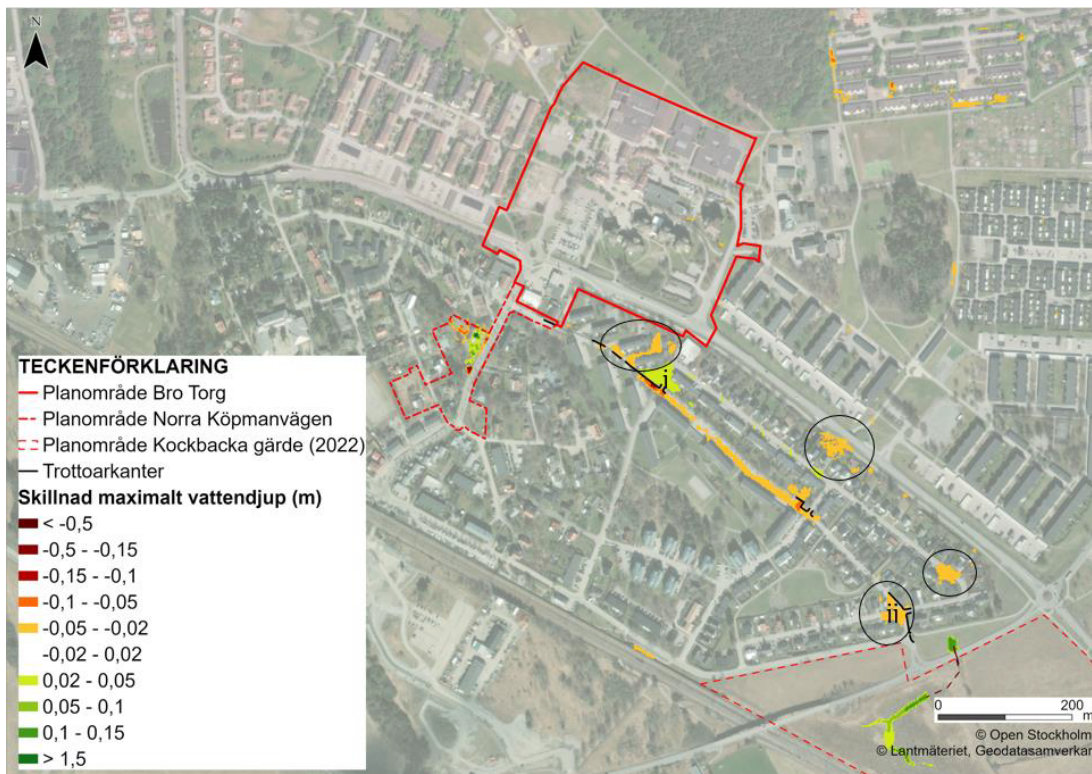 N
TECKENFÖRKLARING
Planområde Bro Torg
Planområde Norra Köpmanvägen
Planområde Kockbacka gärde (2022)
Trottoarkanter
Skillnad maximalt vattendjup (m)
< -0,5
-0,5 - -0,15
-0,15 - -0,1
-0,1 - -0,05
-0,05 - -0,02
-0,02 - 0,02
0,02 - 0,05
0,05 - 0,1
0,1 - 0,15
> 1,5
i
ii
0 200
m
© Open Stockholm
© Lantmäteriet, Geodatasamverkan